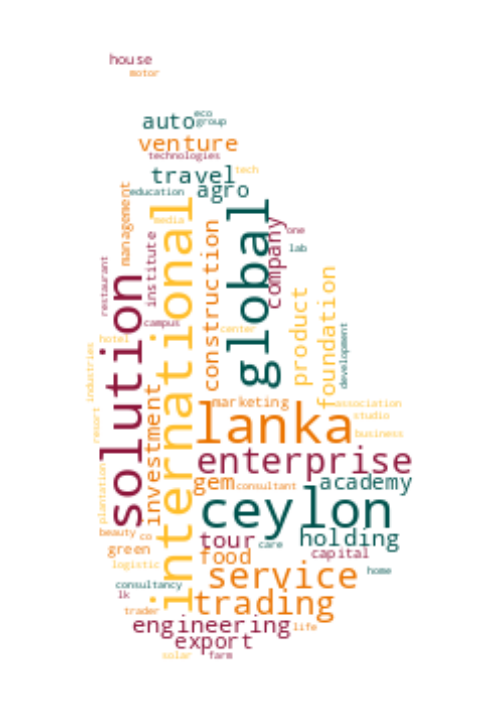 house
motor
eco
auto
group
venture
technologies
travel
tech
education
agro
management
international
global
media
company
one
institute
construction
lab
restaurant
solution
product
foundation
campus
center
development
hotel
industries
investment
marketing
association
lanka
studio
resort
business
enterprise
plantation
gem
consultant
academy
ceylon
beauty
co
tour
care
holding
green
food
capital
logistic
service
home
consultancy
lk
trading
trader
engineering
life
export
solar
farm